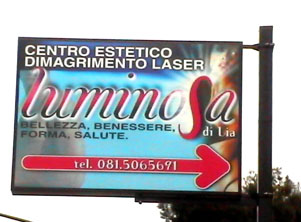 CENTRO ESTETICO
DIMAGRIMENTO LASER
luminosa
di Lia
BELLEZZA, BENESSERE,
FORMA, SALUTE.
tel. 081.5065671